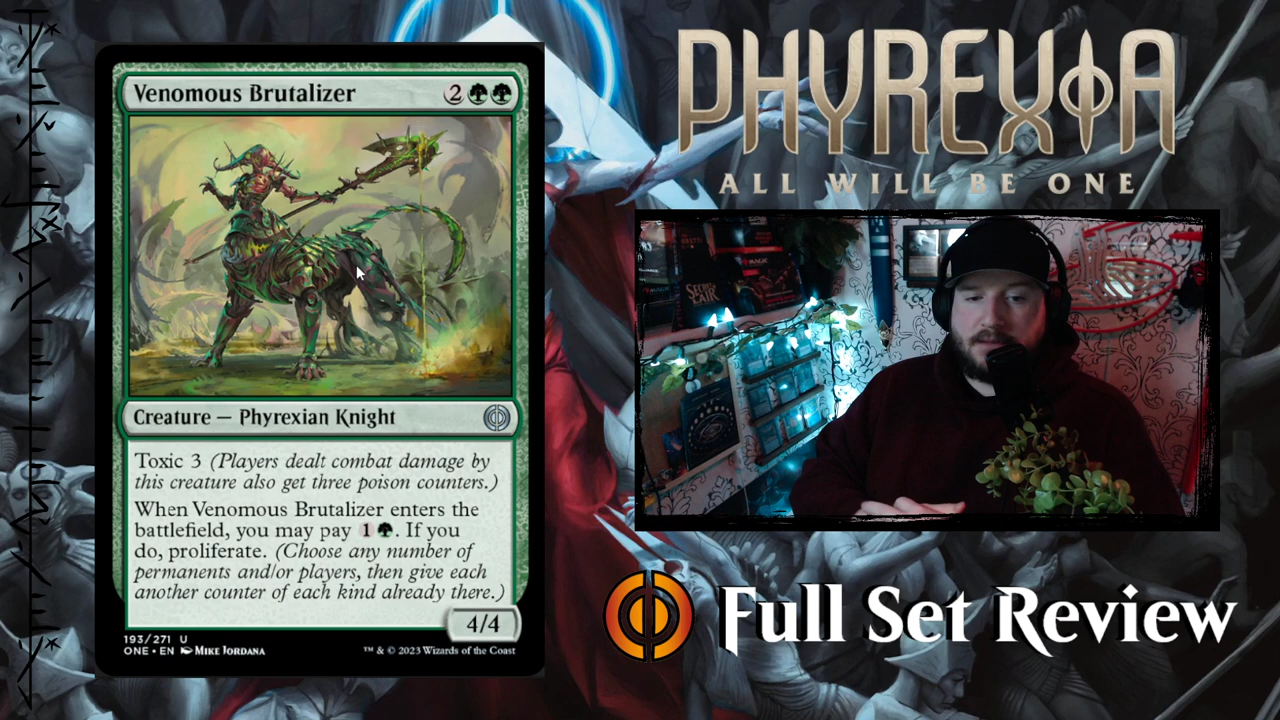 Venomous Brutalizer 2
Creature — Phyrexian Knight
Toxic 3 (Players dealt combat damage by
this creature also get three poison counters.)
When Venomous Brutalizer enters the
battlefield, you may pay 1. If you
do, proliferate. (Choose any number of
permanents and/or players, then give each
another counter of each kind already there.)
4/4
193/271 U
ONE • EN MIKE JORDANA
™ & © 2023 Wizards of the Coast
PHYREXIA
ALL WILL BE ONE
SECRET
LAIR
MAGIC
Full Set Review